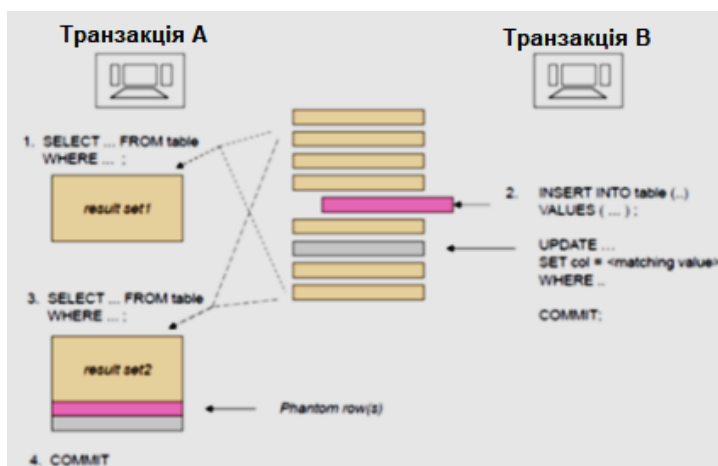 Транзакція А
Транзакція В
1. SELECT ... FROM table
WHERE ... ;
result set1
2. INSERT INTO table (..)
VALUES ( ... ) ;
UPDATE ...
SET col = <matching value>
WHERE ..
COMMIT;
3. SELECT ... FROM table
WHERE ... ;
result set2
Phantom row(s)
4. COMMIT